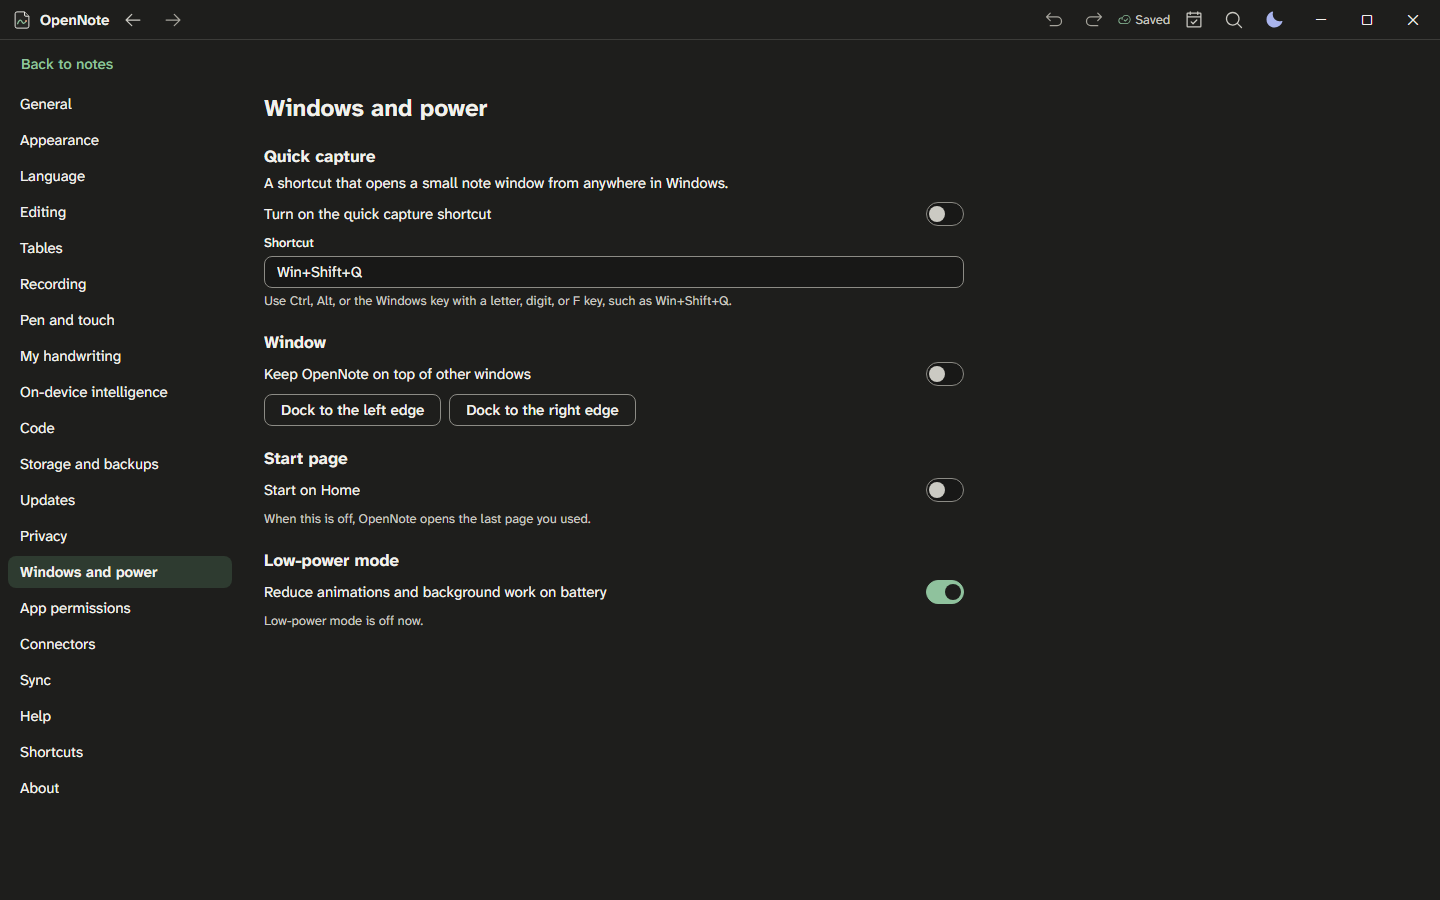 OpenNote
Saved
Back to notes
General
Appearance
Language
Editing
Tables
Recording
Pen and touch
My handwriting
On-device intelligence
Code
Storage and backups
Updates
Privacy
Windows and power
App permissions
Connectors
Sync
Help
Shortcuts
About
Windows and power
Quick capture
A shortcut that opens a small note window from anywhere in Windows.
Turn on the quick capture shortcut
Shortcut
Win+Shift+Q
Use Ctrl, Alt, or the Windows key with a letter, digit, or F key, such as Win+Shift+Q.
Window
Keep OpenNote on top of other windows
Dock to the left edge
Dock to the right edge
Start page
Start on Home
When this is off, OpenNote opens the last page you used.
Low-power mode
Reduce animations and background work on battery
Low-power mode is off now.